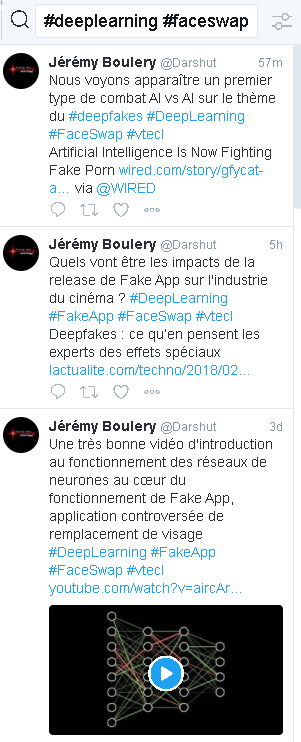 #deeplearning #faceswap
Jérémy Boulery @Darshut 57m
Nous voyons apparaître un premier
type de combat AI vs AI sur le thème
du #deepfakes #DeepLearning
#FaceSwap #vtecl
Artificial Intelligence Is Now Fighting
Fake Porn wired.com/story/gfycat-
a... via @WIRED
Jérémy Boulery @Darshut 5h
Quels vont être les impacts de la
release de Fake App sur l'industrie
du cinéma ? #DeepLearning
#FakeApp #FaceSwap #vtecl
Deepfakes : ce qu'en pensent les
experts des effets spéciaux
lactualite.com/techno/2018/02...
Jérémy Boulery @Darshut 3d
Une très bonne vidéo d'introduction
au fonctionnement des réseaux de
neurones au cœur du
fonctionnement de Fake App,
application controversée de
remplacement de visage
#DeepLearning #FakeApp
#FaceSwap #vtecl
youtube.com/watch?v=aircAr...